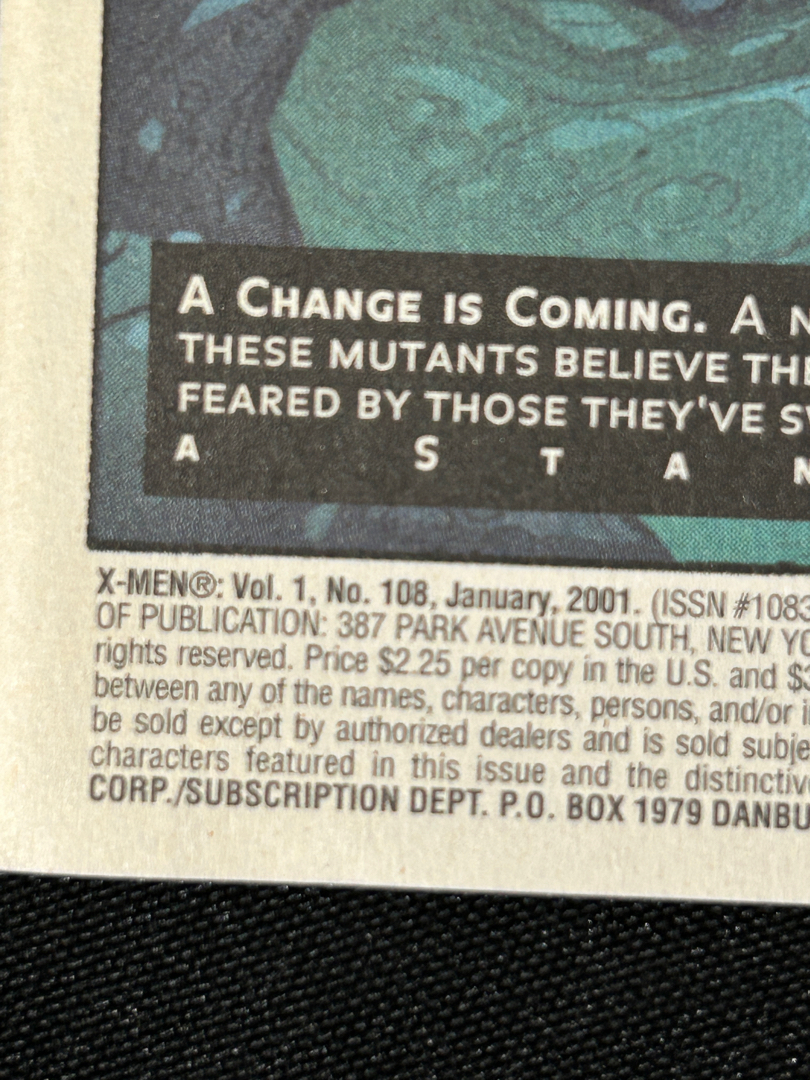 A CHANGE IS COMING. A
THESE MUTANTS BELIEVE
FEARED BY THOSE THEY'VE
A S T A N
X-MEN®: Vol. 1, No. 108, January, 2001. (ISSN #1083
OF PUBLICATION: 387 PARK AVENUE SOUTH, NEW
rights reserved. Price $2.25 per copy in the U.S. and
between any of the names, characters, persons, and/or
be sold except by authorized dealers and is sold
characters featured in this issue and the
CORP./SUBSCRIPTION DEPT. P.O. BOX 1979